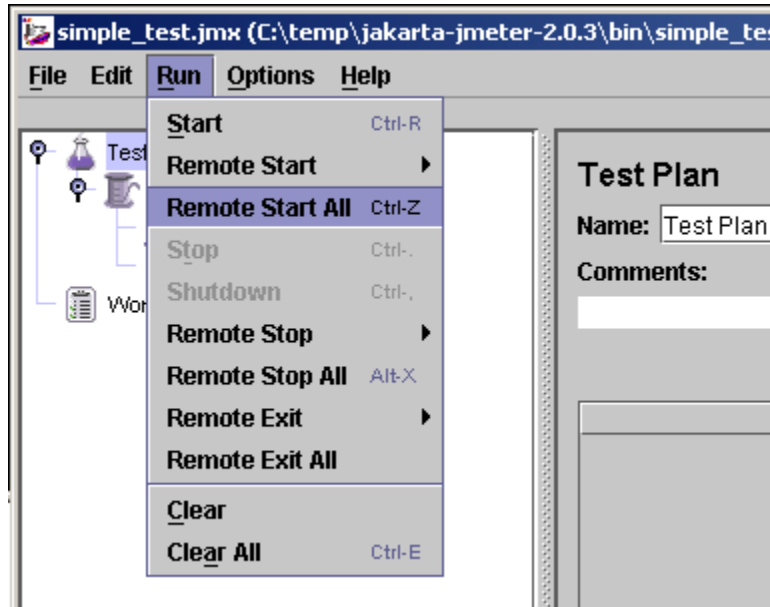 simple_test.jmx (C:\temp\jakarta-jmeter-2.0.3\bin\simple_tes
File Edit Run Options Help
Start Ctrl-R
Remote Start
Remote Start All Ctrl-Z
Stop Ctrl-.
Shutdown Ctrl-,
Remote Stop
Remote Stop All Alt-X
Remote Exit
Remote Exit All
Clear
Clear All Ctrl-E
Test
Wor
Test Plan
Name: Test Plan
Comments: